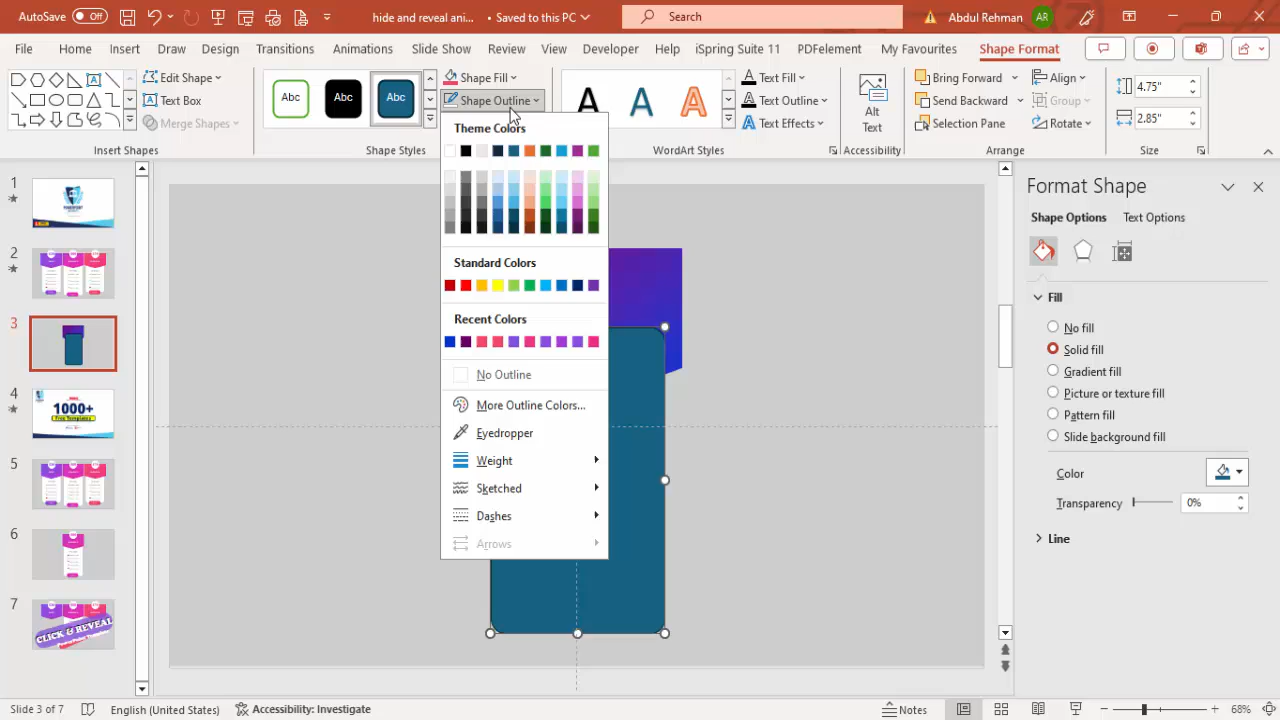 AutoSave Off hide and reveal ani... • Saved to this PC Search Abdul Rehman AR
File Home Insert Draw Design Transitions Animations Slide Show Review View Developer Help iSpring Suite 11 PDFelement My Favourites Shape Format
Edit Shape
Text Box
Merge Shapes
Insert Shapes
Abc Abc Abc
Shape Styles
Shape Fill
Shape Outline
A A A
WordArt Styles
Text Fill
Text Outline
Text Effects
Alt
Text
Accessibility
Bring Forward
Send Backward
Selection Pane
Align
Group
Rotate
Arrange
4.75"
2.85"
Size
Theme Colors
Standard Colors
Recent Colors
No Outline
More Outline Colors...
Eyedropper
Weight
Sketched
Dashes
Arrows
1
2
3
4
1000+
5
6
7
CLICK & REVEAL
Format Shape
Shape Options Text Options
Fill
No fill
Solid fill
Gradient fill
Picture or texture fill
Pattern fill
Slide background fill
Color
Transparency 0%
Line
Slide 3 of 7 English (United States) Accessibility: Investigate Notes 68%